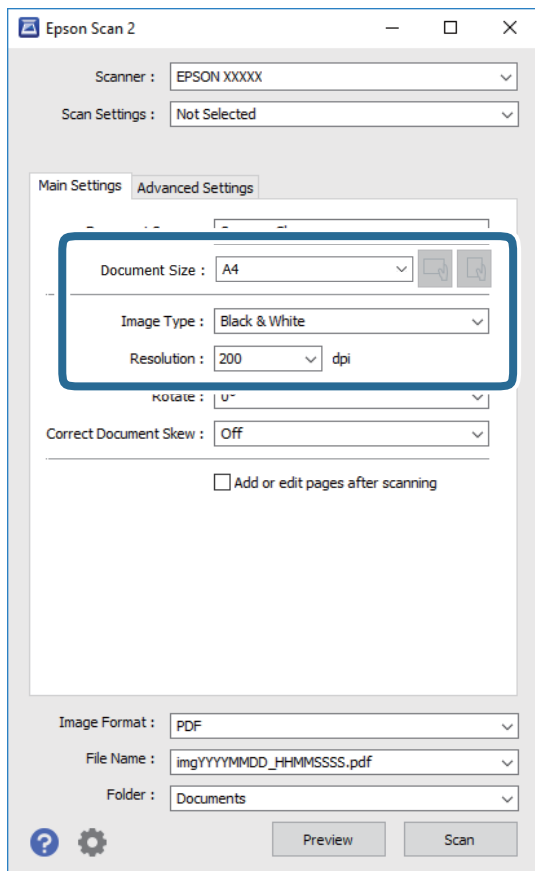 Epson Scan 2
Scanner : EPSON XXXXX
Scan Settings : Not Selected
Main Settings Advanced Settings
Document Size : A4
Image Type : Black & White
Resolution : 200 dpi
Rotate : 0°
Correct Document Skew : Off
Add or edit pages after scanning
Image Format : PDF
File Name : imgYYYYMMDD_HHMMSSSS.pdf
Folder : Documents
? Preview Scan